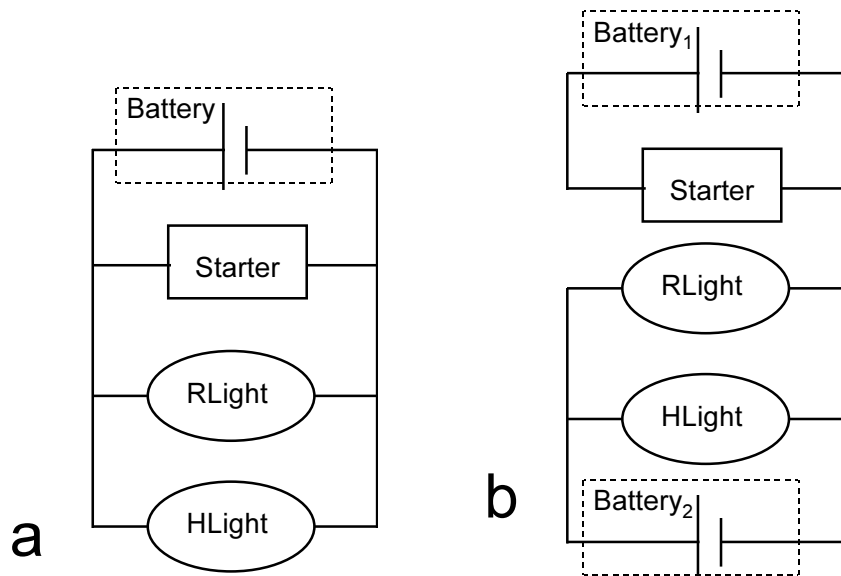 Battery
Starter
RLight
HLight
a
Battery₁
Starter
RLight
HLight
Battery₂
b